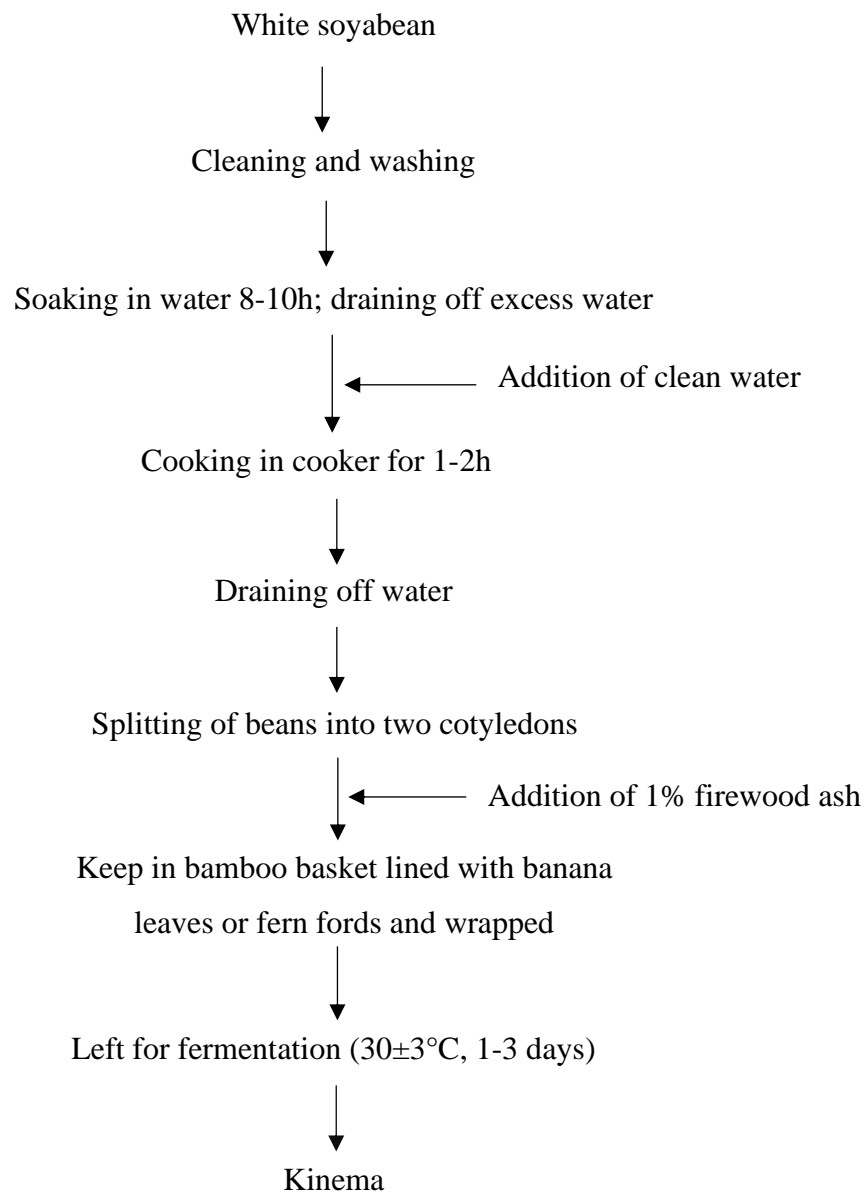 White soyabean
Cleaning and washing
Soaking in water 8-10h; draining off excess water
Addition of clean water
Cooking in cooker for 1-2h
Draining off water
Splitting of beans into two cotyledons
Addition of 1% firewood ash
Keep in bamboo basket lined with banana
leaves or fern fords and wrapped
Left for fermentation (30±3°C, 1-3 days)
Kinema